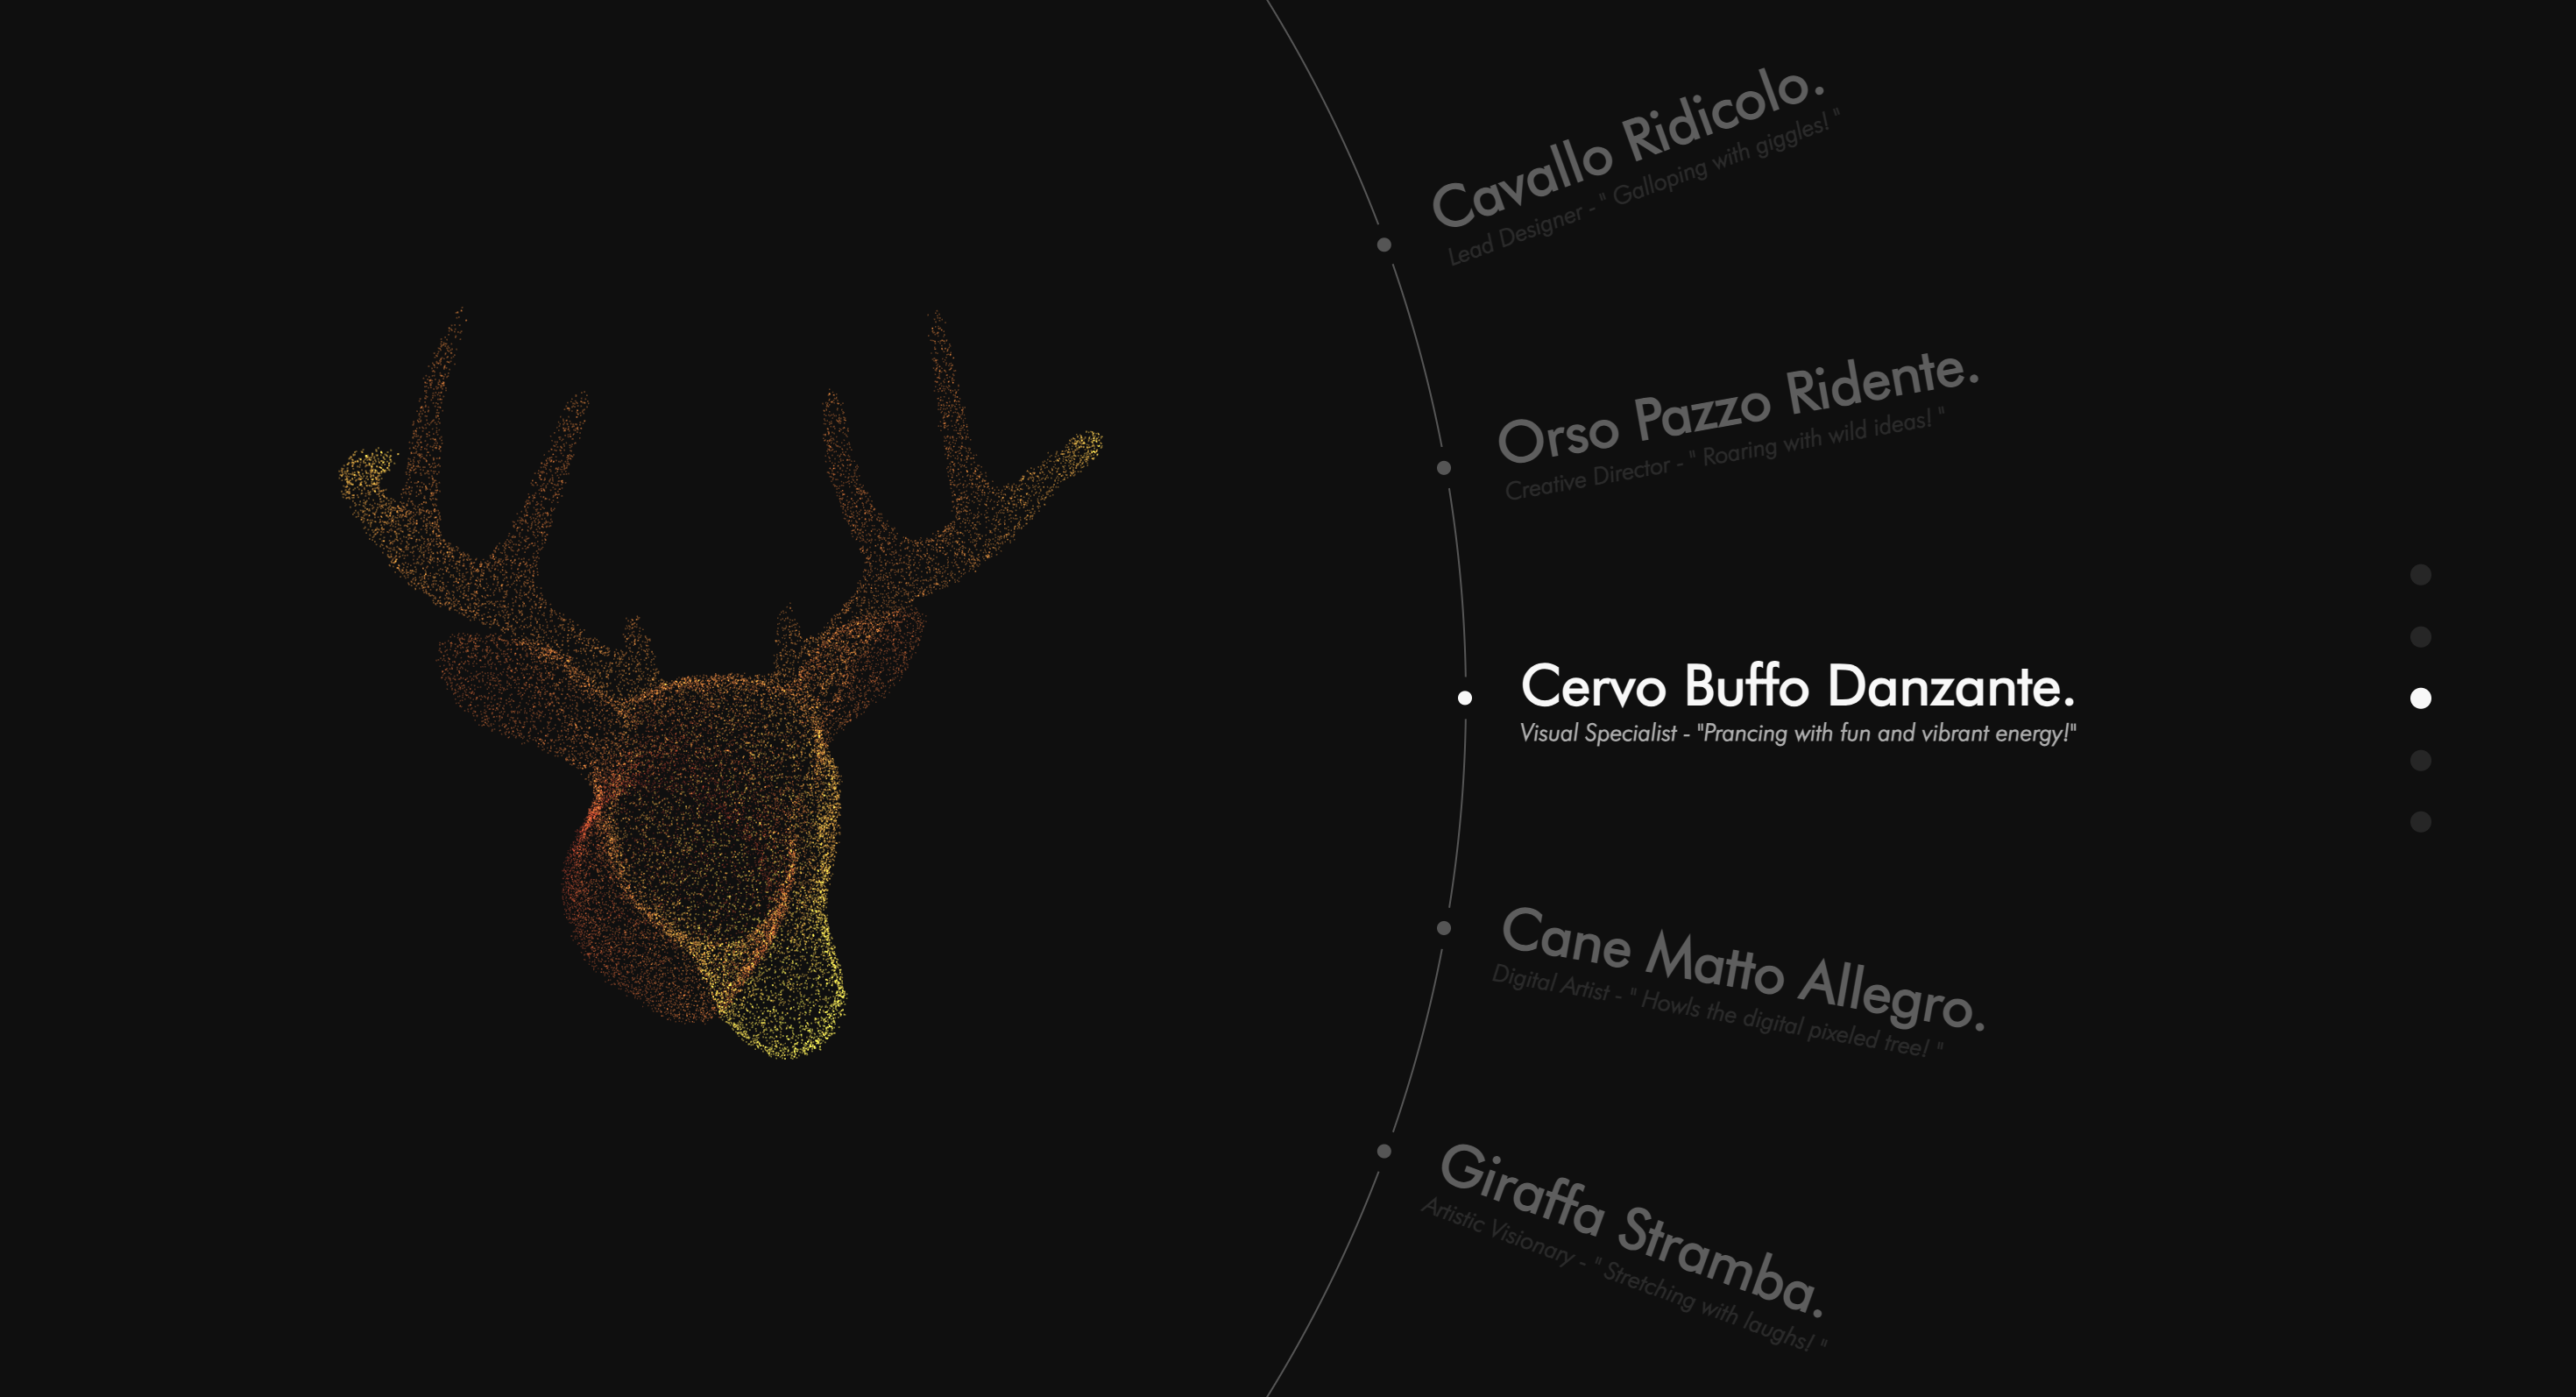 Cavallo Ridicolo.
Lead Designer - " Galloping with giggles! "
Orso Pazzo Ridente.
Creative Director - " Roaring with wild ideas! "
Cervo Buffo Danzante.
Visual Specialist - "Prancing with fun and vibrant energy!"
Cane Matto Allegro.
Digital Artist - " Howls the digital pixeled tree! "
Giraffa Stramba.
Artistic Visionary - " Stretching with laughs! "